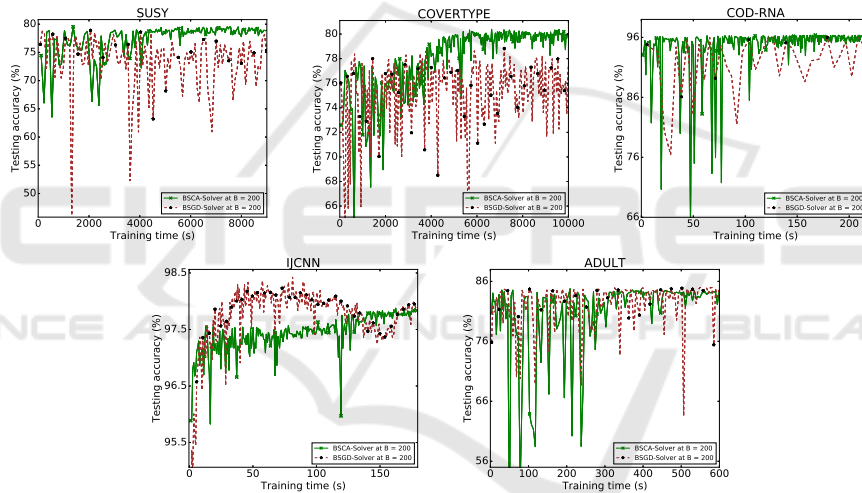 SUSY
Testing accuracy (%)
80
75
70
65
60
55
50
0 2000 4000 6000 8000
Training time (s)
BSCA-Solver at B = 200
BSGD-Solver at B = 200
COVERTYPE
Testing accuracy (%)
80
78
76
74
72
70
68
66
0 2000 4000 6000 8000 10000
Training time (s)
BSCA-Solver at B = 200
BSGD-Solver at B = 200
COD-RNA
Testing accuracy (%)
96
86
76
66
0 50 100 150 200
Training time (s)
BSCA-Solver at B = 200
BSGD-Solver at B = 200
IJCNN
Testing accuracy (%)
98.5
97.5
96.5
95.5
0 50 100 150
Training time (s)
BSCA-Solver at B = 200
BSGD-Solver at B = 200
ADULT
Testing accuracy (%)
86
76
66
56
0 100 200 300 400 500 600
Training time (s)
BSCA-Solver at B = 200
BSGD-Solver at B = 200